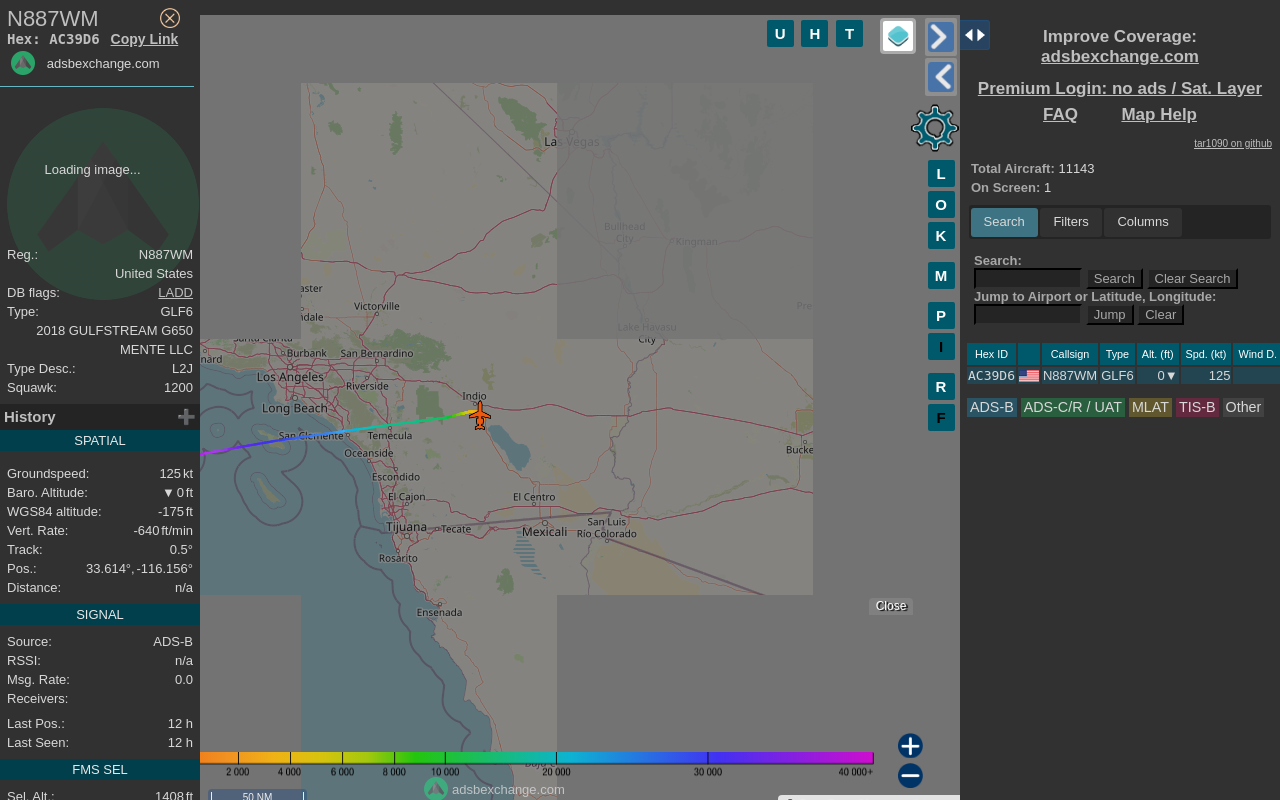 N887WM
Hex: AC39D6 Copy Link
adsbexchange.com
Loading image...
Reg.: N887WM
United States
DB flags: LADD
Type: GLF6
2018 GULFSTREAM G650
MENTE LLC
Type Desc.: L2J
Squawk: 1200
History
SPATIAL
Groundspeed: 125 kt
Baro. Altitude: ▼ 0 ft
WGS84 altitude: -175 ft
Vert. Rate: -640 ft/min
Track: 0.5°
Pos.: 33.614°, -116.156°
Distance: n/a
SIGNAL
Source: ADS-B
RSSI: n/a
Msg. Rate: 0.0
Receivers:
Last Pos.: 12 h
Last Seen: 12 h
FMS SEL
Sel. Alt.: 1408 ft
U H T
L
O
K
M
P
I
R
F
Las Vegas
Bullhead
City
Kingman
aster
dale
Victorville
Lake Havasu
City
Pre
nard
Burbank
San Bernardino
Los Angeles
Riverside
Long Beach
Indio
San Clemente
Temecula
Oceanside
Escondido
Bucke
El Cajon
El Centro
Tijuana
Tecate
Mexicali
San Luis
Río Colorado
Rosarito
Ensenada
Close
2 000 4 000 6 000 8 000 10 000 20 000 30 000 40 000+
adsbexchange.com
50 NM
Improve Coverage:
adsbexchange.com
Premium Login: no ads / Sat. Layer
FAQ Map Help
tar1090 on github
Total Aircraft: 11143
On Screen: 1
Search Filters Columns
Search:
Search Clear Search
Jump to Airport or Latitude, Longitude:
Jump Clear
Hex ID Callsign Type Alt. (ft) Spd. (kt) Wind D.
AC39D6 N887WM GLF6 0▼ 125
ADS-B ADS-C/R / UAT MLAT TIS-B Other